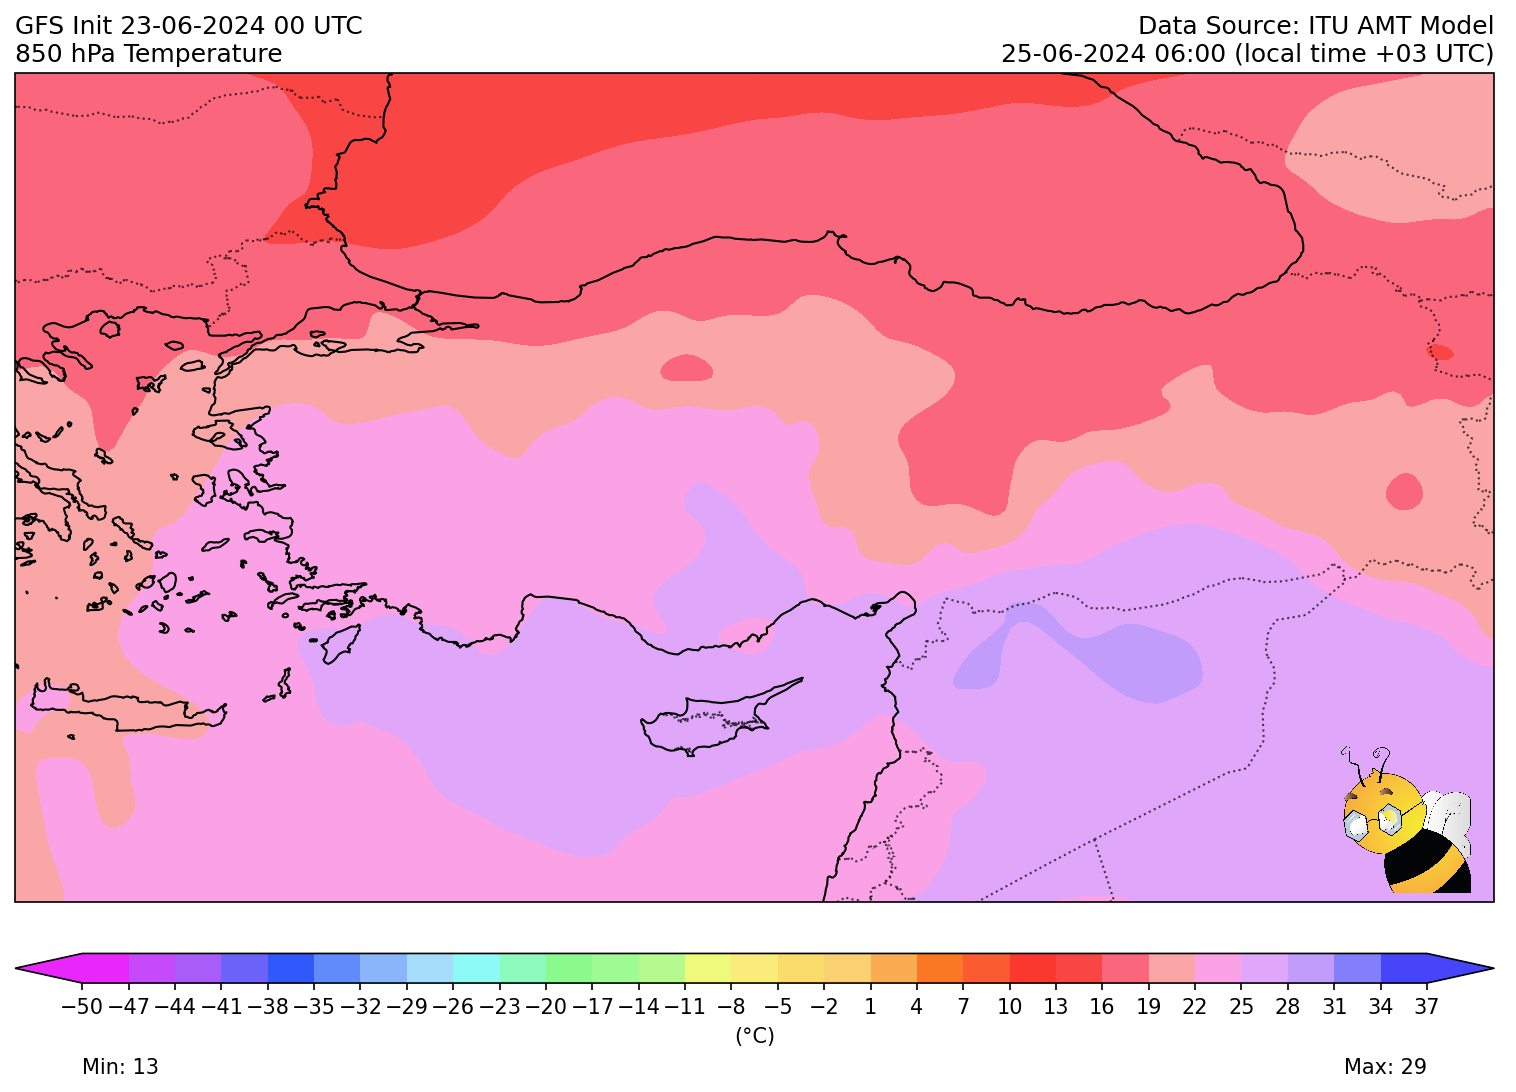 GFS Init 23-06-2024 00 UTC
Data Source: ITU AMT Model
850 hPa Temperature
25-06-2024 06:00 (local time +03 UTC)
−50 −47 −44 −41 −38 −35 −32 −29 −26 −23 −20 −17 −14 −11 −8 −5 −2 1 4 7 10 13 16 19 22 25 28 31 34 37
(°C)
Min: 13
Max: 29